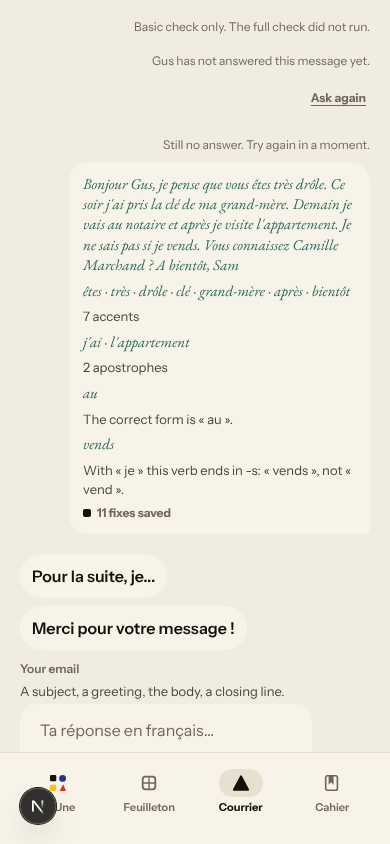 Basic check only. The full check did not run.
Gus has not answered this message yet.
Ask again
Still no answer. Try again in a moment.
Bonjour Gus, je pense que vous êtes très drôle. Ce
soir j'ai pris la clé de ma grand-mère. Demain je
vais au notaire et après je visite l'appartement. Je
ne sais pas si je vends. Vous connaissez Camille
Marchand ? A bientôt, Sam
êtes · très · drôle · clé · grand-mère · après · bientôt
7 accents
j'ai · l'appartement
2 apostrophes
au
The correct form is « au ».
vends
With « je » this verb ends in -s: « vends », not «
vend ».
11 fixes saved
Pour la suite, je...
Merci pour votre message !
Your email
A subject, a greeting, the body, a closing line.
Ta réponse en français...
N
Une
Feuilleton
Courrier
Cahier